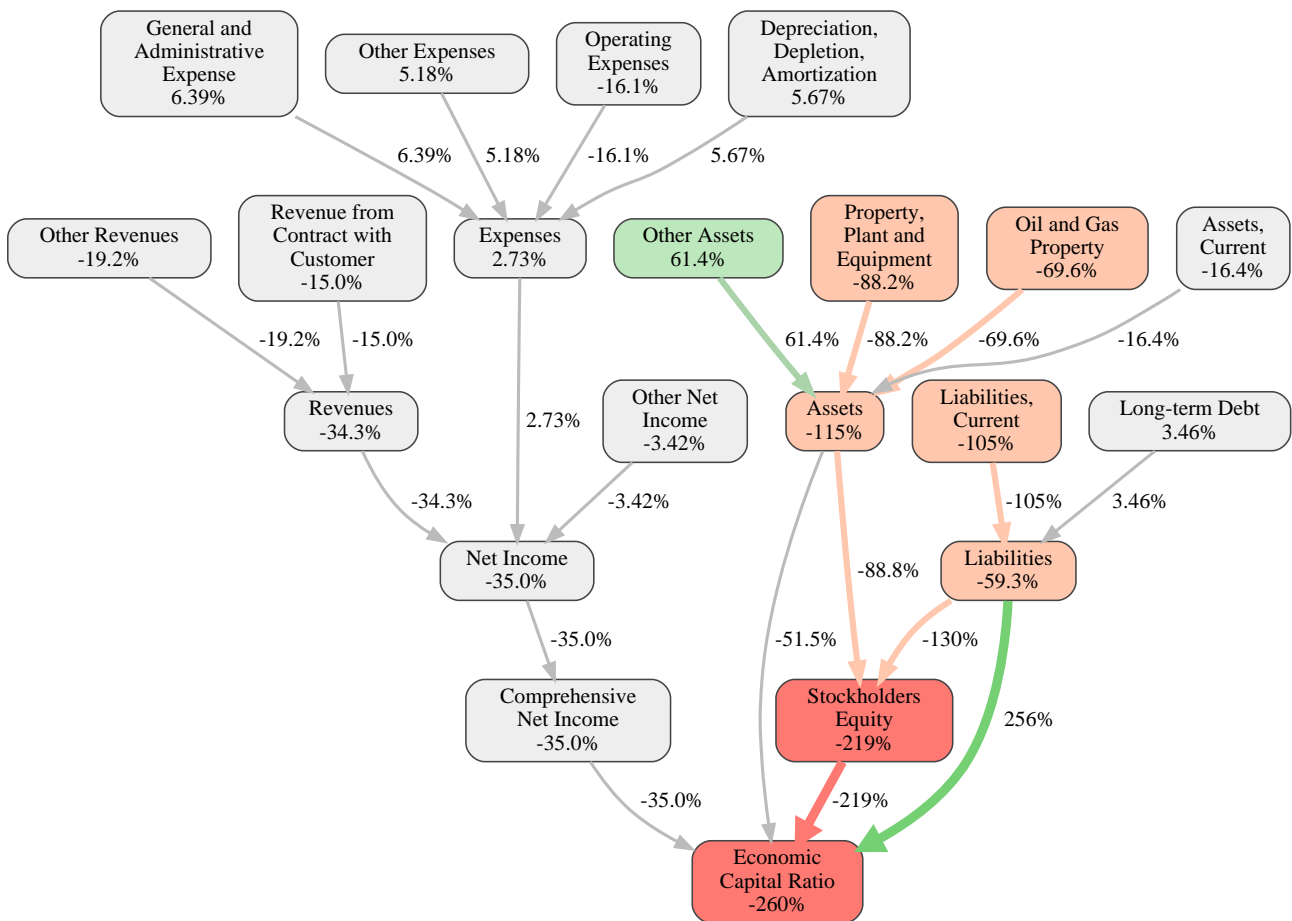 General and
Administrative
Expense
6.39%
Other Expenses
5.18%
Operating
Expenses
-16.1%
Depreciation,
Depletion,
Amortization
5.67%
6.39%
5.18%
-16.1%
5.67%
Other Revenues
-19.2%
Revenue from
Contract with
Customer
-15.0%
Expenses
2.73%
Other Assets
61.4%
Property,
Plant and
Equipment
-88.2%
Oil and Gas
Property
-69.6%
Assets,
Current
-16.4%
-19.2%
-15.0%
61.4%
-88.2%
-69.6%
-16.4%
Revenues
-34.3%
2.73%
Other Net
Income
-3.42%
Assets
-115%
Liabilities,
Current
-105%
Long-term Debt
3.46%
-34.3%
-3.42%
-105%
3.46%
Net Income
-35.0%
-88.8%
Liabilities
-59.3%
-35.0%
-51.5%
-130%
Comprehensive
Net Income
-35.0%
Stockholders
Equity
-219%
256%
-35.0%
-219%
Economic
Capital Ratio
-260%